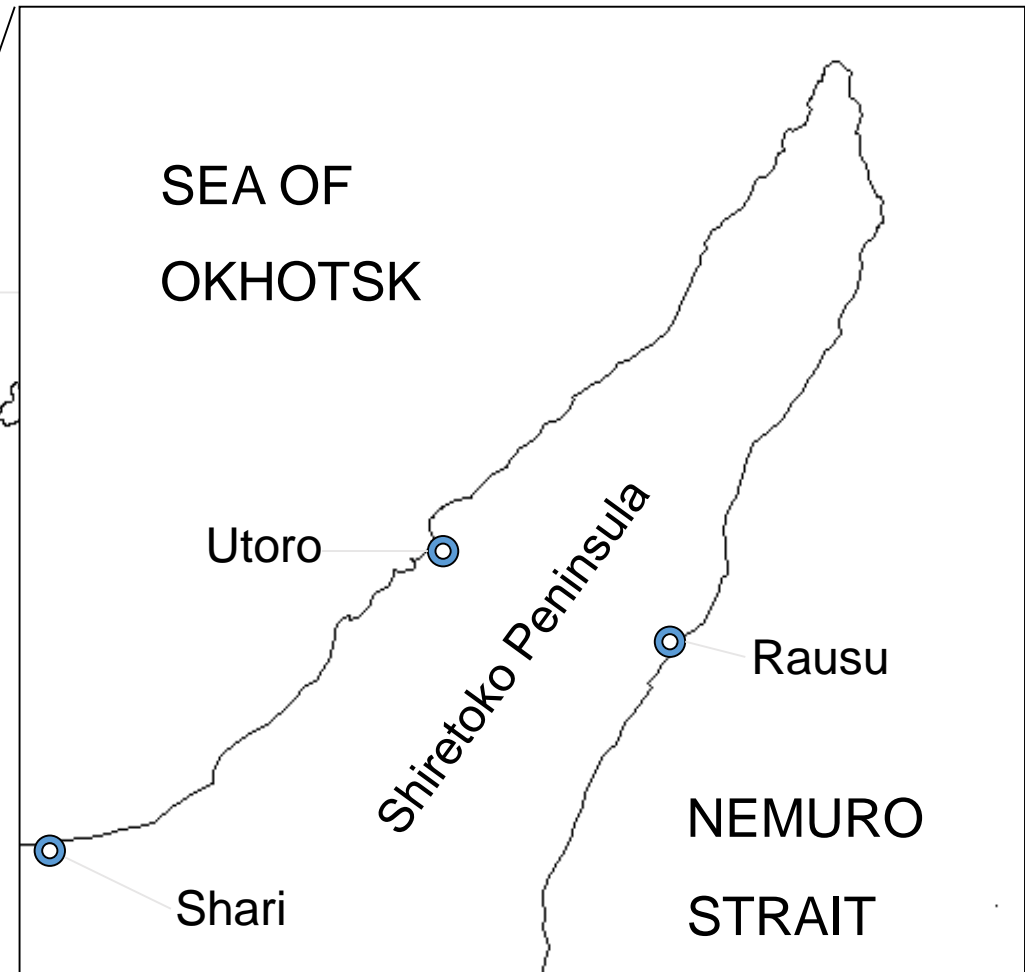 SEA OF
OKHOTSK
Utoro
Shiretoko Peninsula
Rausu
NEMURO
STRAIT
Shari